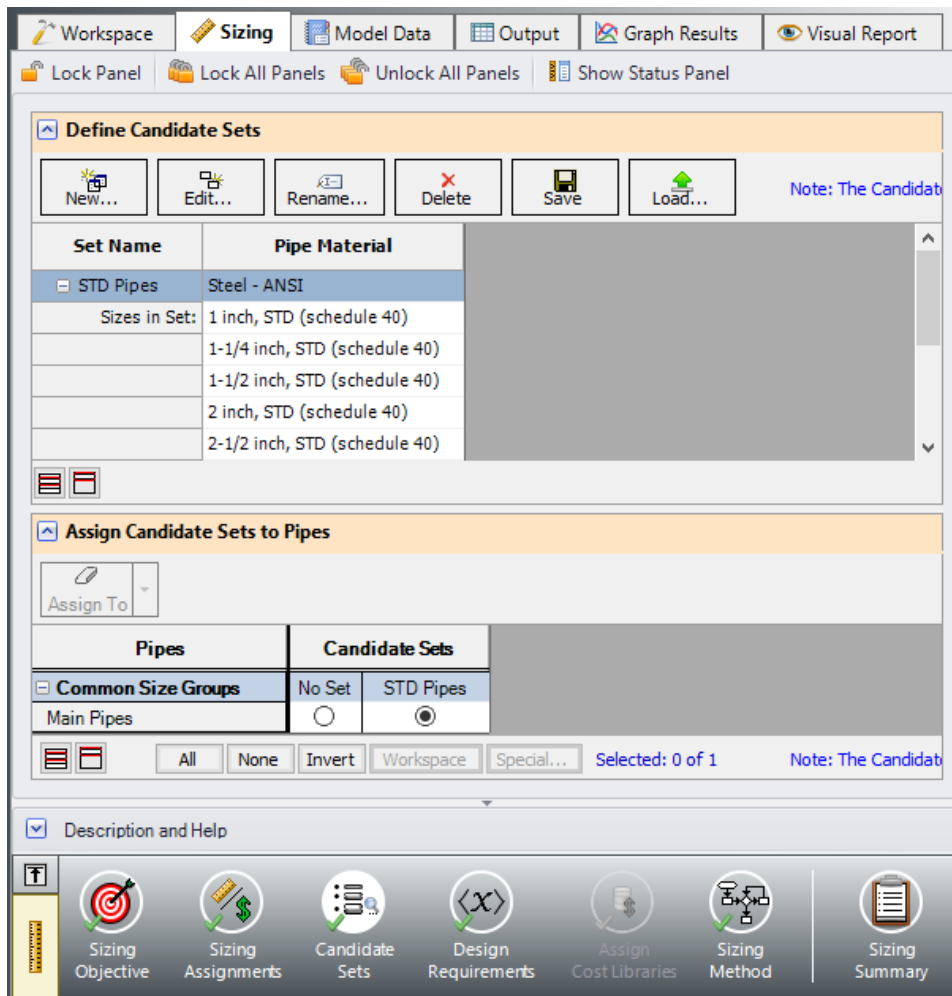 Workspace Sizing Model Data Output Graph Results Visual Report
Lock Panel Lock All Panels Unlock All Panels Show Status Panel
Define Candidate Sets
New... Edit... Rename... Delete Save Load... Note: The Candidat
Set Name Pipe Material
STD Pipes Steel - ANSI
Sizes in Set: 1 inch, STD (schedule 40)
1-1/4 inch, STD (schedule 40)
1-1/2 inch, STD (schedule 40)
2 inch, STD (schedule 40)
2-1/2 inch, STD (schedule 40)
Assign Candidate Sets to Pipes
Assign To
Pipes Candidate Sets
Common Size Groups No Set STD Pipes
Main Pipes
All None Invert Workspace Special... Selected: 0 of 1 Note: The Candidat
Description and Help
Sizing Objective
Sizing Assignments
Candidate Sets
Design Requirements
Assign Cost Libraries
Sizing Method
Sizing Summary